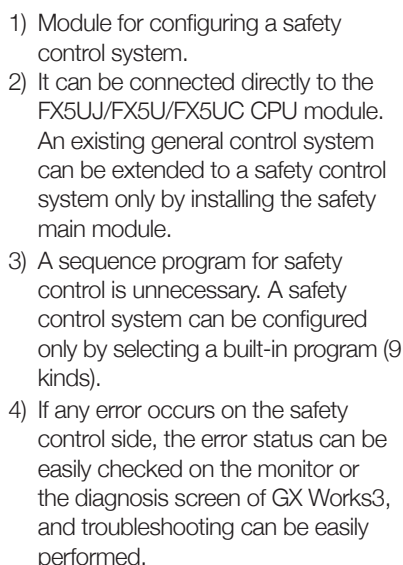 1) Module for configuring a safety
control system.
2) It can be connected directly to the
FX5UJ/FX5U/FX5UC CPU module.
An existing general control system
can be extended to a safety control
system only by installing the safety
main module.
3) A sequence program for safety
control is unnecessary. A safety
control system can be configured
only by selecting a built-in program (9
kinds).
4) If any error occurs on the safety
control side, the error status can be
easily checked on the monitor or
the diagnosis screen of GX Works3,
and troubleshooting can be easily
performed.